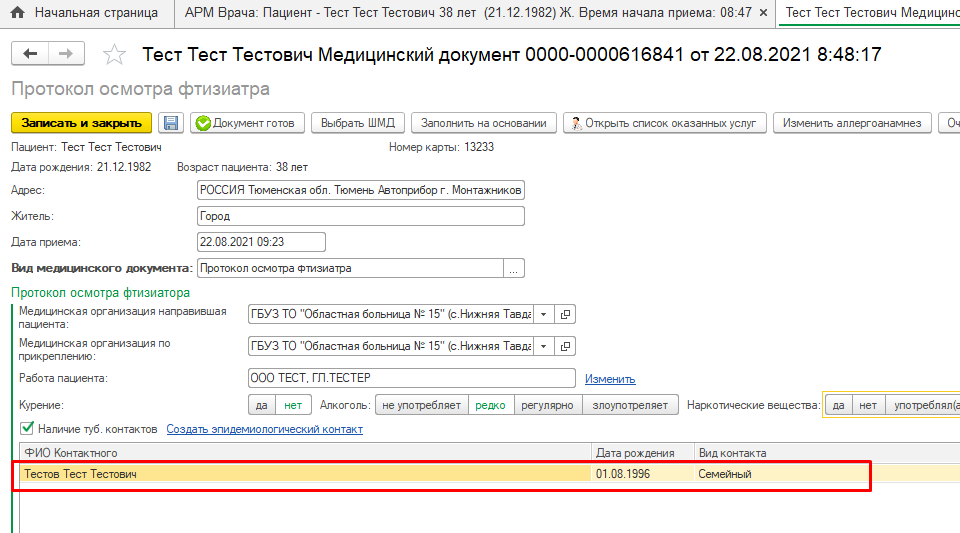 Начальная страница
АРМ Врача: Пациент - Тест Тест Тестович 38 лет (21.12.1982) Ж. Время начала приема: 08:47
Тест Тест Тестович Медицинс
Тест Тест Тестович Медицинский документ 0000-0000616841 от 22.08.2021 8:48:17
Протокол осмотра фтизиатра
Записать и закрыть Документ готов Выбрать ШМД Заполнить на основании Открыть список оказанных услуг Изменить аллергоанамнез Оч
Пациент: Тест Тест Тестович Номер карты: 13233
Дата рождения: 21.12.1982 Возраст пациента: 38 лет
Адрес: РОССИЯ Тюменская обл. Тюмень Автоприбор г. Монтажников
Житель: Город
Дата приема: 22.08.2021 09:23
Вид медицинского документа: Протокол осмотра фтизиатра ...
Протокол осмотра фтизиатора
Медицинская организация направившая
пациента:
ГБУЗ ТО "Областная больница № 15" (с.Нижняя Тавда
Медицинская организация по
прикреплению:
ГБУЗ ТО "Областная больница № 15" (с.Нижняя Тавда
Работа пациента: ООО ТЕСТ, ГЛ.ТЕСТЕР Изменить
Курение: да нет Алкоголь: не употребляет редко регулярно злоупотреляет Наркотические вещества: да нет употреблял(а
Наличие туб. контактов Создать эпидемиологический контакт
ФИО Контактного Дата рождения Вид контакта
Тестов Тест Тестович 01.08.1996 Семейный